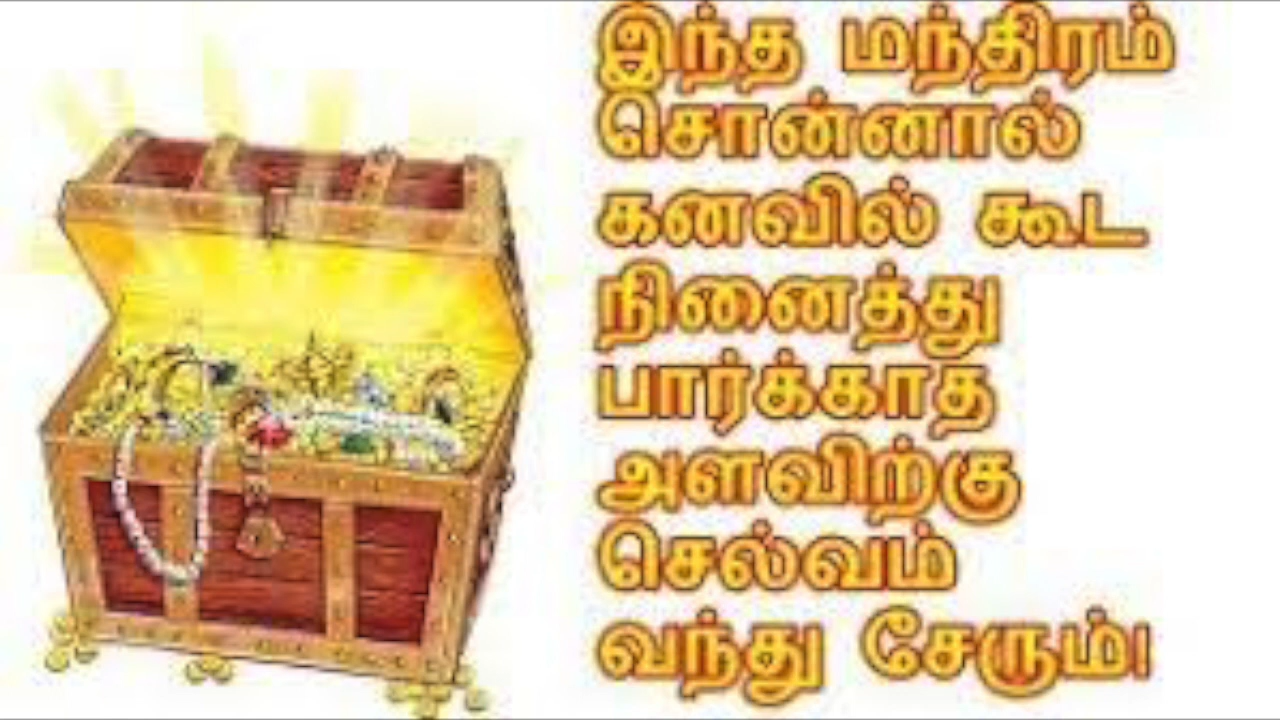 இந்த மந்திரம்
சொன்னால்
கனவில் கூட
நினைத்து
பார்க்காத
அளவிற்கு
செல்வம்
வந்து சேரும்!